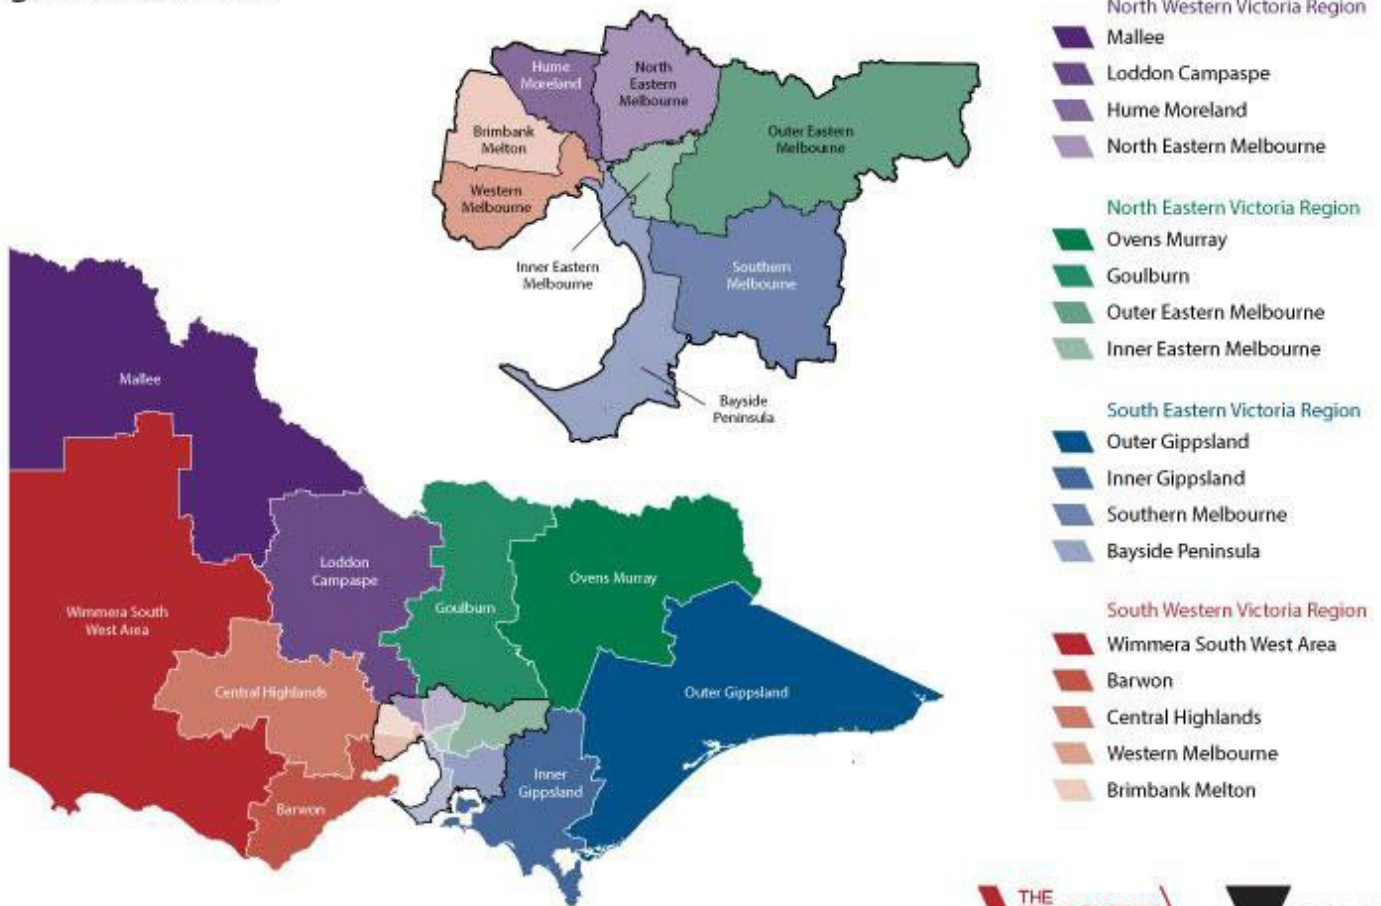 North Western Victoria Region
Mallee
Loddon Campaspe
Hume Moreland
North Eastern Melbourne
North Eastern Victoria Region
Ovens Murray
Goulburn
Outer Eastern Melbourne
Inner Eastern Melbourne
South Eastern Victoria Region
Outer Gippsland
Inner Gippsland
Southern Melbourne
Bayside Peninsula
South Western Victoria Region
Wimmera South West Area
Barwon
Central Highlands
Western Melbourne
Brimbank Melton
Hume
Moreland
North
Eastern
Melbourne
Brimbank
Melton
Outer Eastern
Melbourne
Western
Melbourne
Inner Eastern
Melbourne
Southern
Melbourne
Bayside
Peninsula
Mallee
Loddon
Campaspe
Goulburn
Ovens Murray
Wimmera South
West Area
Central Highlands
Outer Gippsland
Inner
Gippsland
Barwon
THE